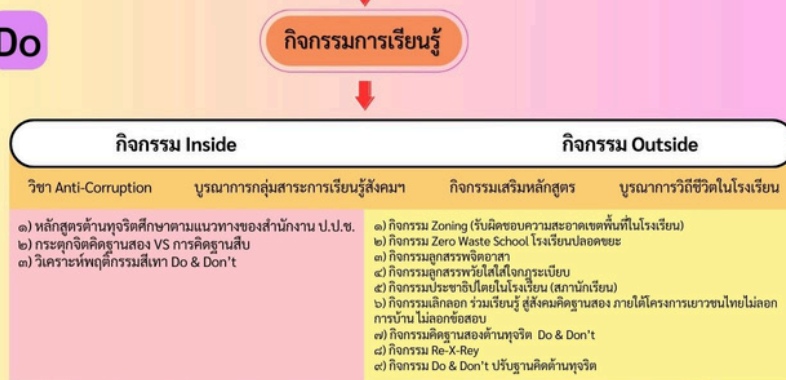 Do
กิจกรรมการเรียนรู้
กิจกรรม Inside
กิจกรรม Outside
วิชา Anti-Corruption
บูรณาการกลุ่มสาระการเรียนรู้สังคมฯ
กิจกรรมเสริมหลักสูตร
บูรณาการวิถีชีวิตในโรงเรียน
๑) หลักสูตรต้านทุจริตศึกษาตามแนวทางของสำนักงาน ป.ป.ช.
๒) กระตุกจิตคิดฐานสอง VS การคิดฐานสิบ
๓) วิเคราะห์พฤติกรรมสีเทา Do & Don't
๑) กิจกรรม Zoning (รับผิดชอบความสะอาดเขตพื้นที่ในโรงเรียน)
๒) กิจกรรม Zero Waste School โรงเรียนปลอดขยะ
๓) กิจกรรมลูกสรรพจิตอาสา
๔) กิจกรรมลูกสรรพวัยใสใส่ใจกฎระเบียบ
๕) กิจกรรมประชาธิปไตยในโรงเรียน (สภานักเรียน)
๖) กิจกรรมเลิกลอก ร่วมเรียนรู้ สู่สังคมคิดฐานสอง ภายใต้โครงการเยาวชนไทยไม่ลอก
การบ้าน ไม่ลอกข้อสอบ
๗) กิจกรรมคิดฐานสองต้านทุจริต Do & Don't
๘) กิจกรรม Re-X-Rey
๙) กิจกรรม Do & Don't ปรับฐานคิดต้านทุจริต